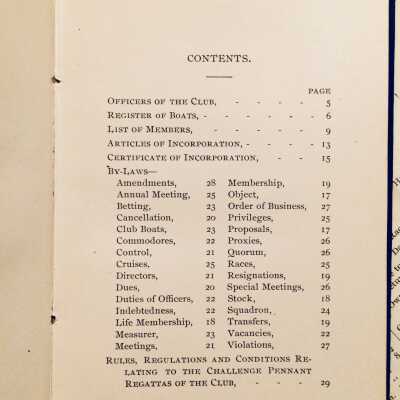 CONTENTS.
PAGE
OFFICERS OF THE CLUB, - - - - 5
REGISTER OF BOATS, - - - - - 6
LIST OF MEMBERS, - - - - 9
ARTICLES OF INCORPORATION, - - - - 13
CERTIFICATE OF INCORPORATION, - - 15
BY-LAWS—
Amendments, 28 Membership, 19
Annual Meeting, 25 Object, 17
Betting, 23 Order of Business, 27
Cancellation, 20 Privileges, 25
Club Boats, 23 Proposals, 17
Commodores, 22 Proxies, 26
Control, 21 Quorum, 26
Cruises, 25 Races, 25
Directors, 21 Resignations, 19
Dues, 20 Special Meetings, 26
Duties of Officers, 22 Stock, 18
Indebtedness, 22 Squadron, 24
Life Membership, 18 Transfers, 19
Measurer, 23 Vacancies, 22
Meetings, 21 Violations, 27
RULES, REGULATIONS AND CONDITIONS RE-
LATING TO THE CHALLENGE PENNANT
REGATTAS OF THE CLUB, - - - 29